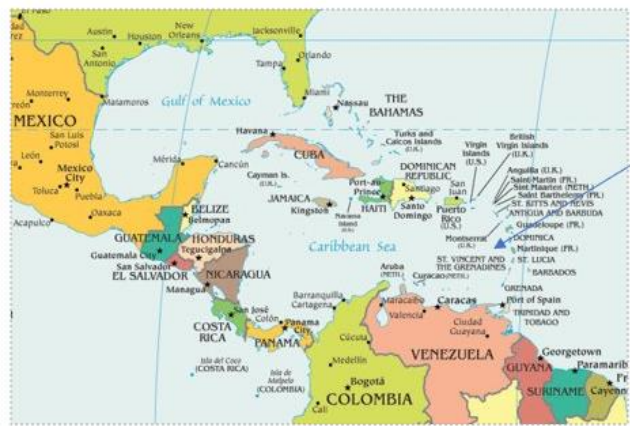 El Paso
Austin
Houston
New Orleans
Jacksonville
San Antonio
Orlando
Tampa
Monterrey
Matamoros
Gulf of Mexico
Miami
Nassau
THE BAHAMAS
MEXICO
San Luis Potosí
León
Mexico City
Toluca
Puebla
Acapulco
Oaxaca
Mérida
Cancún
Havana
CUBA
Cayman Is. (U.K.)
Turks and Caicos Islands (U.K.)
JAMAICA
Kingston
Navassa Island (U.S.)
Port-au-Prince
HAITI
DOMINICAN REPUBLIC
Santiago
Santo Domingo
San Juan
Puerto Rico (U.S.)
Virgin Islands (U.S.)
British Virgin Islands (U.K.)
Anguilla (U.K.)
Saint Martin (FR.)
Sint Maarten (NETH.)
Saint Barthelemy (FR.)
ST. KITTS AND NEVIS
ANTIGUA AND BARBUDA
Montserrat (U.K.)
Guadeloupe (FR.)
DOMINICA
Martinique (FR.)
ST. LUCIA
ST. VINCENT AND THE GRENADINES
BARBADOS
GRENADA
Port of Spain
TRINIDAD AND TOBAGO
Caribbean Sea
BELIZE
Belmopan
GUATEMALA
Guatemala City
HONDURAS
Tegucigalpa
San Salvador
EL SALVADOR
NICARAGUA
Managua
COSTA RICA
San José
Colón
Panama City
PANAMA
Isla del Coco (COSTA RICA)
Isla de Malpelo (COLOMBIA)
Aruba (NETH.)
Curacao (NETH.)
Barranquilla
Cartagena
Maracaibo
Caracas
Valencia
Ciudad Guayana
VENEZUELA
Cúcuta
Medellín
Bogotá
COLOMBIA
Cali
Georgetown
GUYANA
Paramaribo
SURINAME
Cayenn